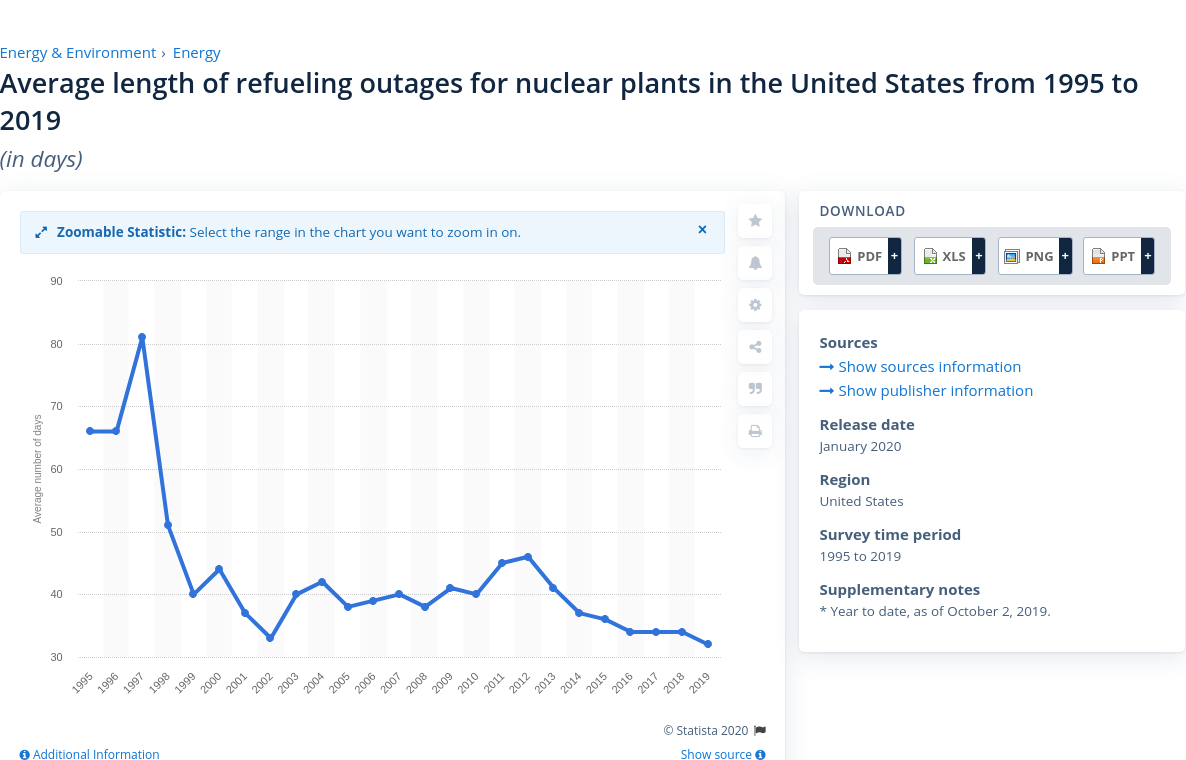 Energy & Environment › Energy
Average length of refueling outages for nuclear plants in the United States from 1995 to
2019
(in days)
Zoomable Statistic: Select the range in the chart you want to zoom in on.
×
90
80
70
60
50
40
30
Average number of days
1995
1996
1997
1998
1999
2000
2001
2002
2003
2004
2005
2006
2007
2008
2009
2010
2011
2012
2013
2014
2015
2016
2017
2018
2019
© Statista 2020
Additional Information
Show source
DOWNLOAD
PDF + XLS + PNG + PPT +
Sources
Show sources information
Show publisher information
Release date
January 2020
Region
United States
Survey time period
1995 to 2019
Supplementary notes
* Year to date, as of October 2, 2019.